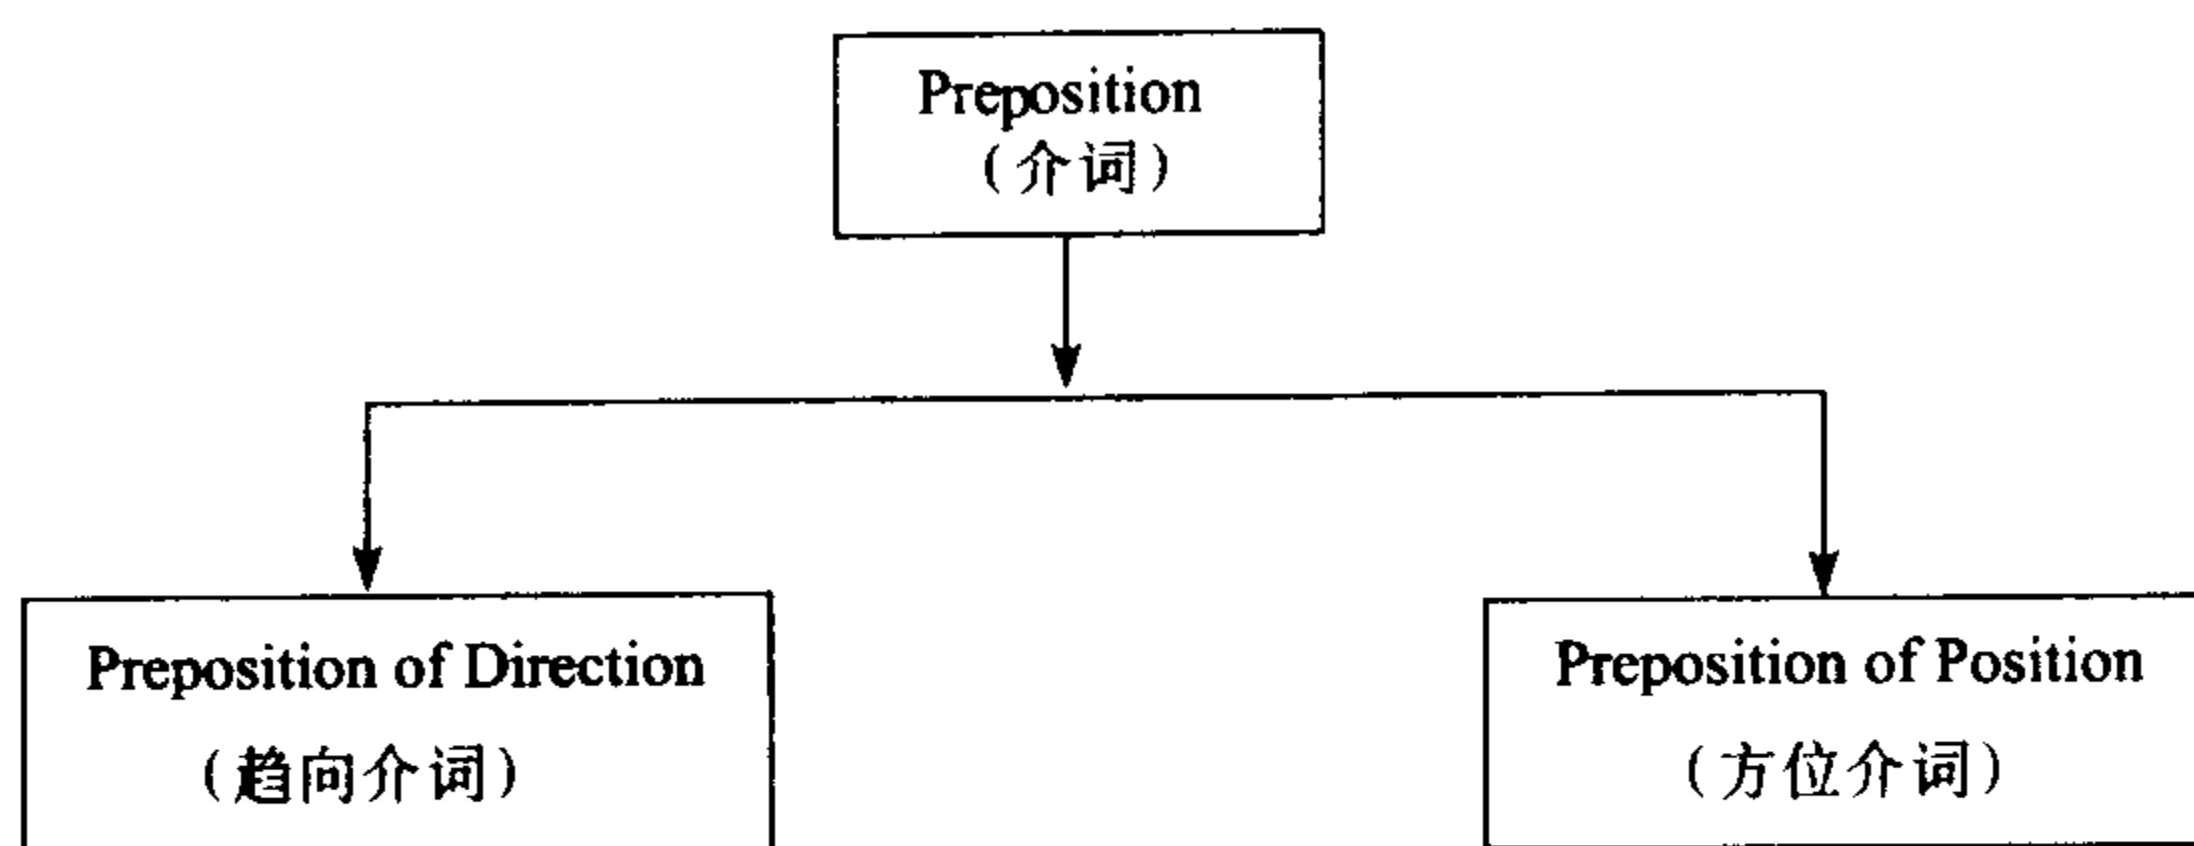 Preposition
（介词）
Preposition of Direction
（趋向介词）
Preposition of Position
（方位介词）